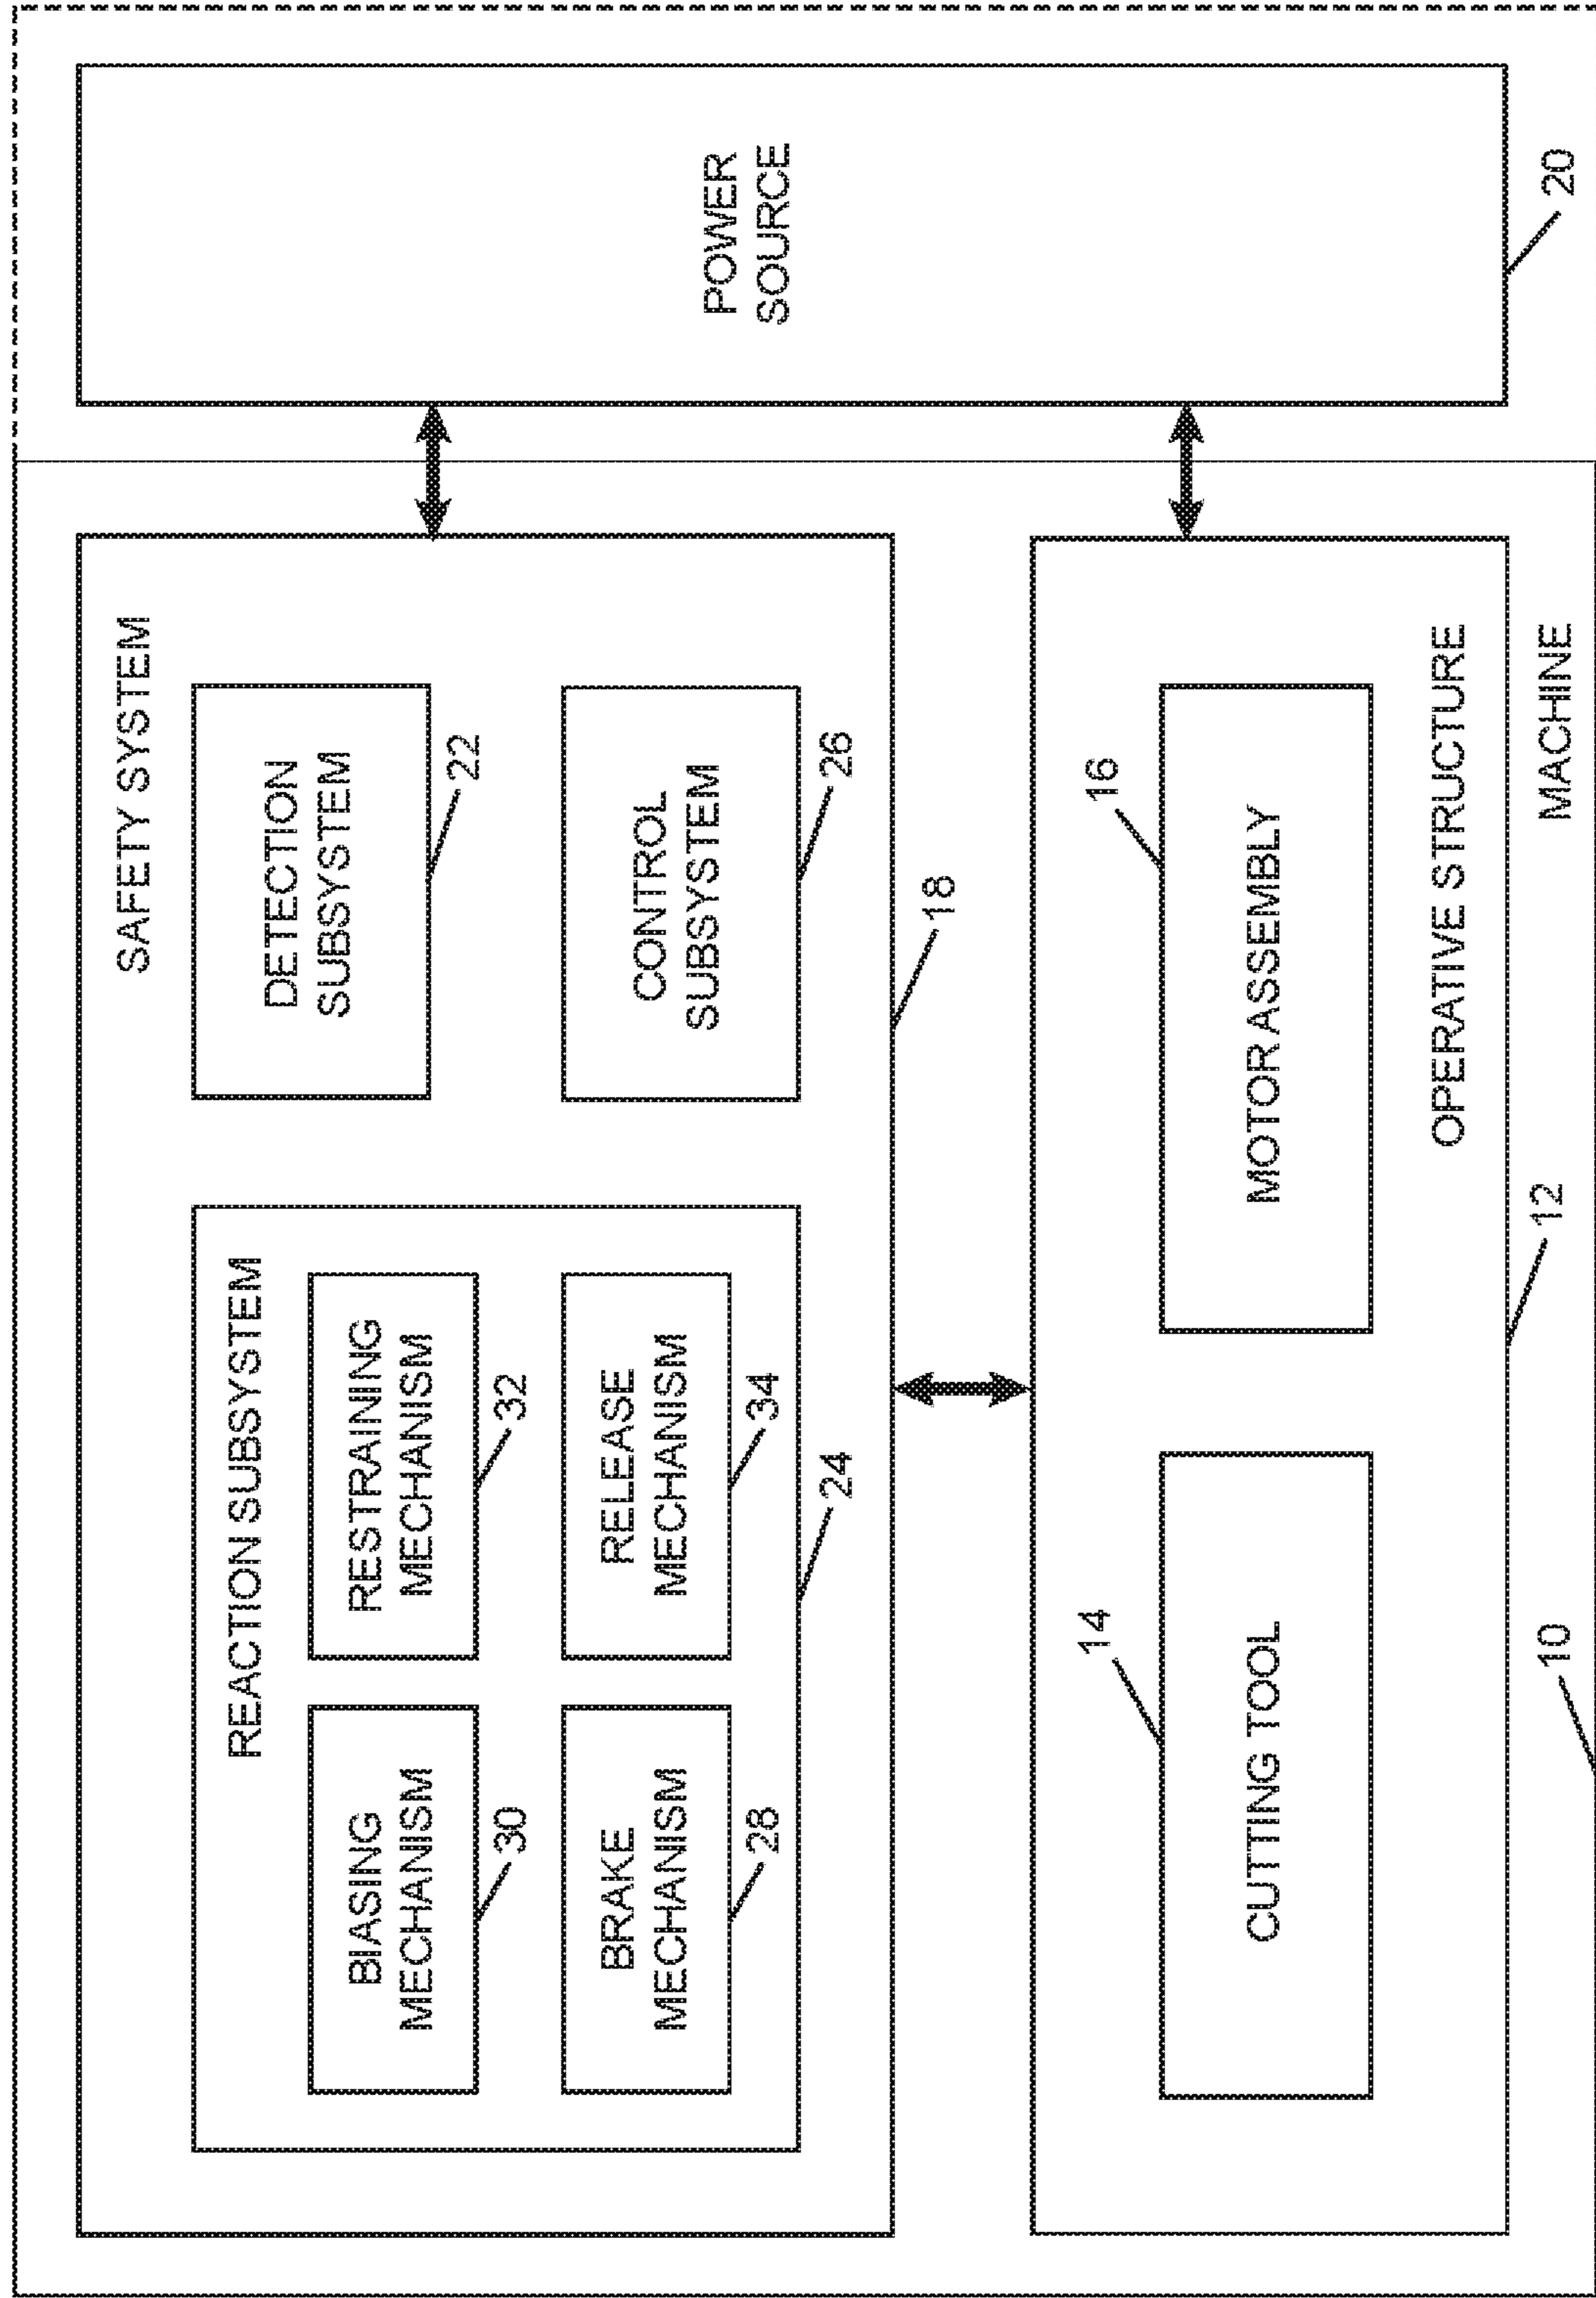 SAFETY SYSTEM
REACTION SUBSYSTEM
BIASING
MECHANISM
30
RESTRAINING
MECHANISM
32
BRAKE
MECHANISM
28
RELEASE
MECHANISM
34
24
DETECTION
SUBSYSTEM
22
CONTROL
SUBSYSTEM
26
18
POWER
SOURCE
20
14
CUTTING TOOL
16
MOTOR ASSEMBLY
OPERATIVE STRUCTURE
12
MACHINE
10